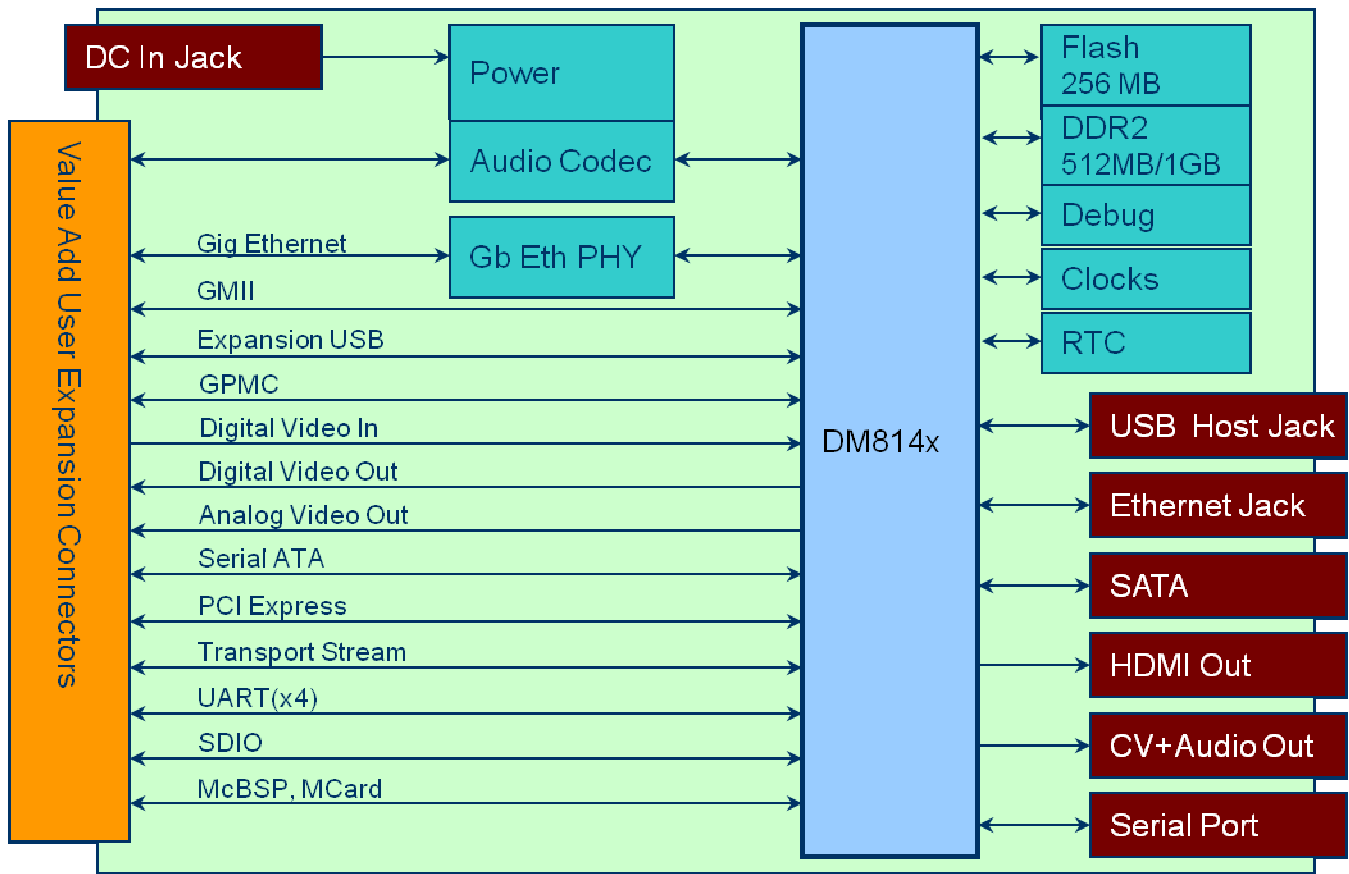 DC In Jack
Power
Audio Codec
Gb Eth PHY
Value Add User Expansion Connectors
Gig Ethernet
GMII
Expansion USB
GPMC
Digital Video In
Digital Video Out
Analog Video Out
Serial ATA
PCI Express
Transport Stream
UART(x4)
SDIO
McBSP, MCard
DM814x
Flash
256 MB
DDR2
512MB/1GB
Debug
Clocks
RTC
USB Host Jack
Ethernet Jack
SATA
HDMI Out
CV+Audio Out
Serial Port